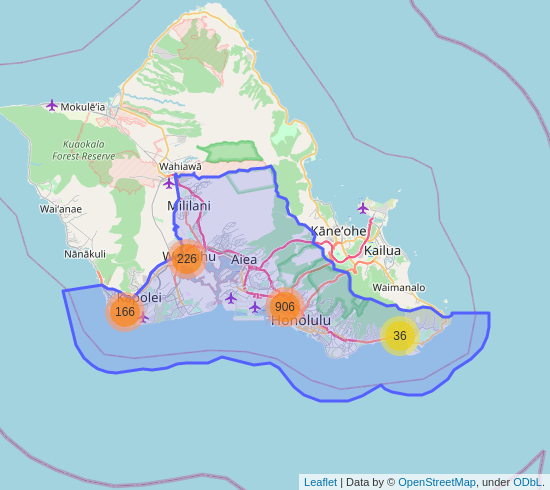 Mokulē‘ia
Kuaokala
Forest Reserve
Wahiawā
Wai‘anae
Mililani
Kāne‘ohe
Nānākuli
226
Aiea
Kailua
Waimanalo
Kapolei
166
906
Honolulu
36
Leaflet | Data by © OpenStreetMap, under ODbL.